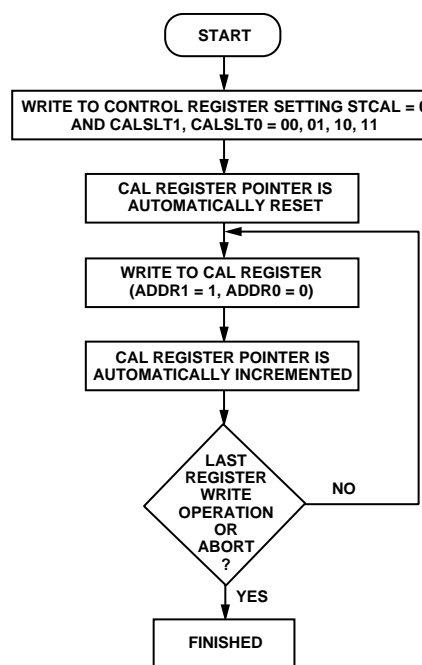 START
WRITE TO CONTROL REGISTER SETTING STCAL = 0
AND CALSLT1, CALSLT0 = 00, 01, 10, 11
CAL REGISTER POINTER IS
AUTOMATICALLY RESET
WRITE TO CAL REGISTER
(ADDR1 = 1, ADDR0 = 0)
CAL REGISTER POINTER IS
AUTOMATICALLY INCREMENTED
LAST
REGISTER
WRITE
OPERATION
OR
ABORT
?
NO
YES
FINISHED